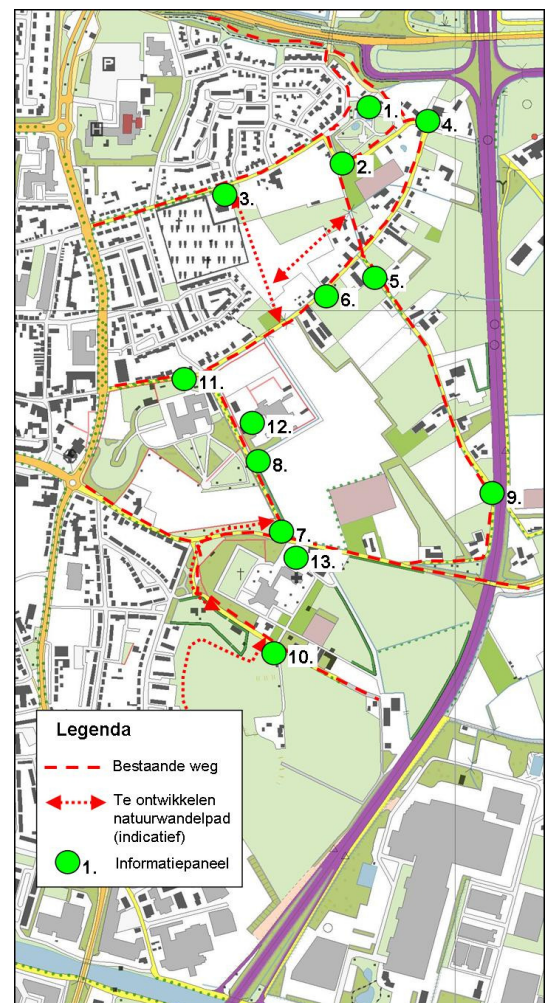 P
H
1.
4.
2.
3.
5.
6.
11.
12.
8.
9.
7.
13.
10.
Legenda
Bestaande weg
Te ontwikkelen
natuurwandelpad
(indicatief)
1.
Informatiepaneel